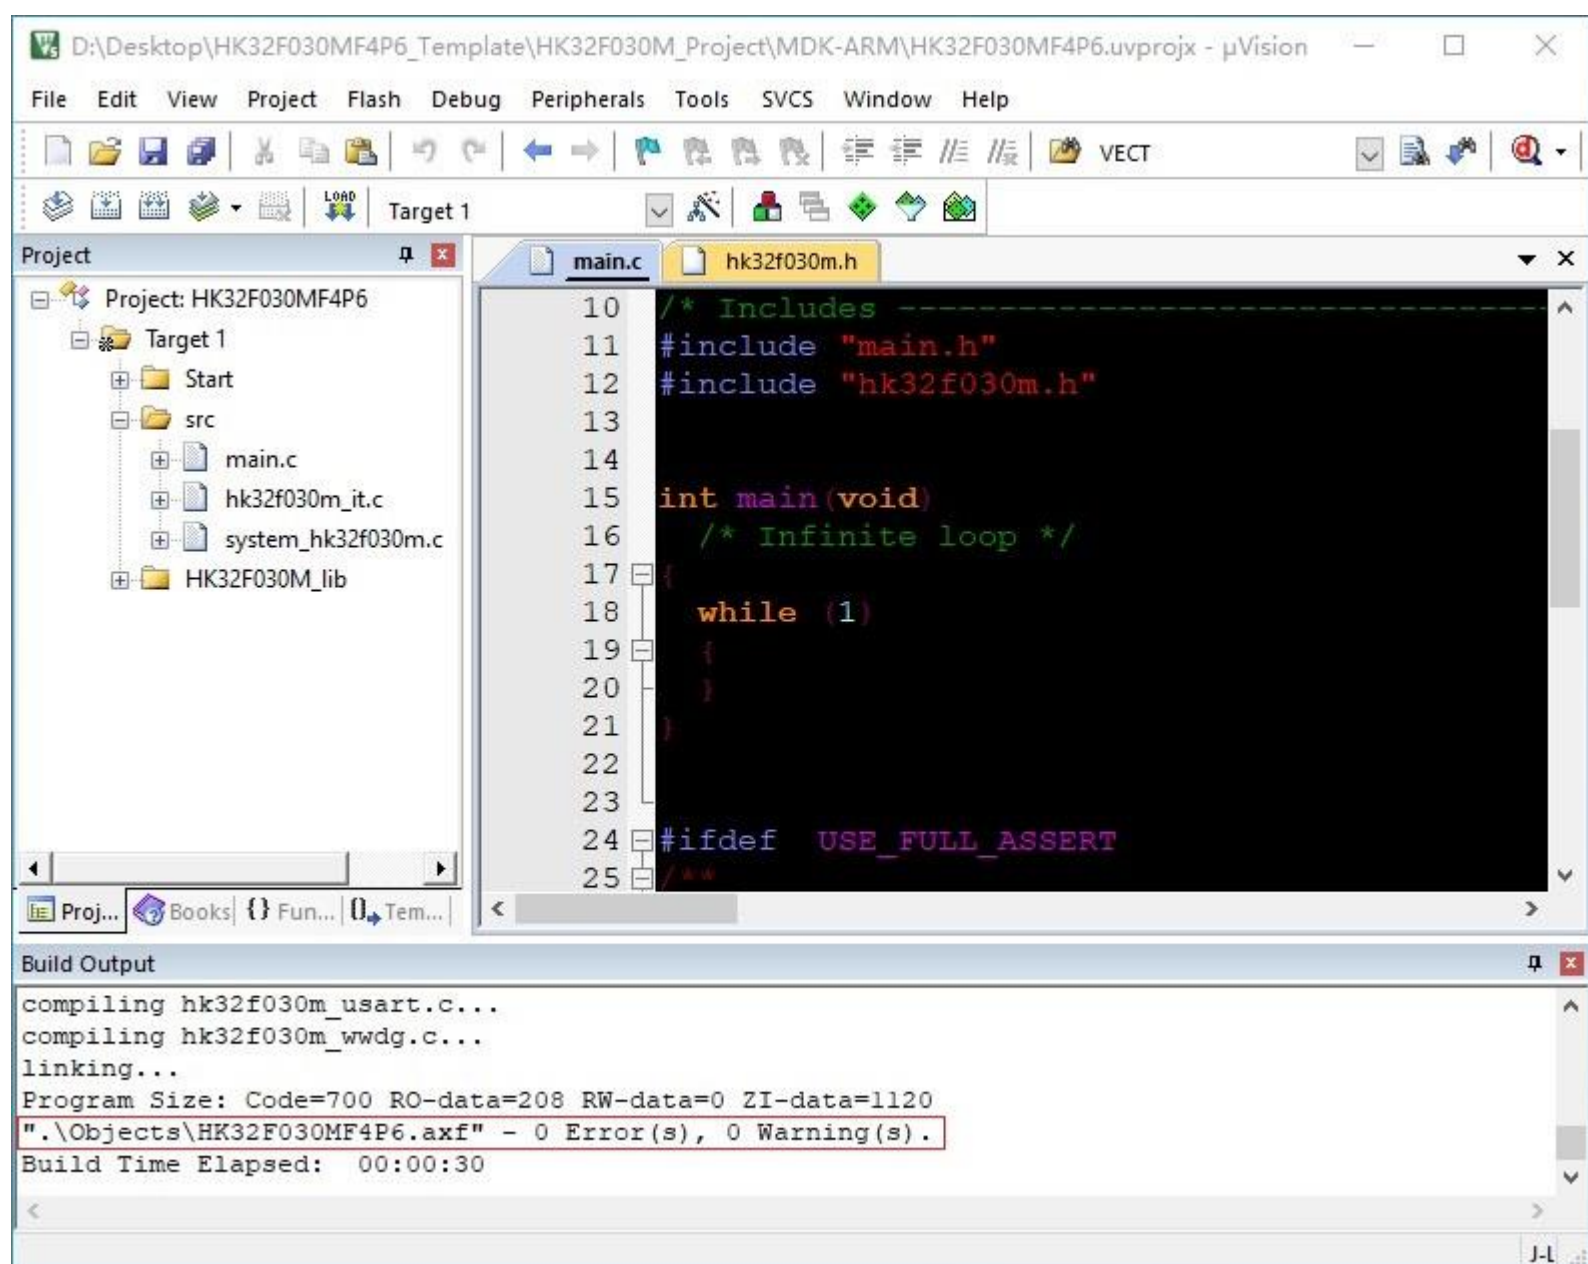 D:\Desktop\HK32F030MF4P6_Template\HK32F030M_Project\MDK-ARM\HK32F030MF4P6.uvprojx - µVision
File Edit View Project Flash Debug Peripherals Tools SVCS Window Help
VECT
LOAD Target 1
Project
Project: HK32F030MF4P6
Target 1
Start
src
main.c
hk32f030m_it.c
system_hk32f030m.c
HK32F030M_lib
Proj... Books {} Fun... Tem...
main.c hk32f030m.h
10 /* Includes ---------------------------------
11 #include "main.h"
12 #include "hk32f030m.h"
13
14
15 int main(void)
16 /* Infinite loop */
17 {
18 while (1)
19 {
20 }
21 }
22
23
24 #ifdef USE_FULL_ASSERT
25 /**
Build Output
compiling hk32f030m_usart.c...
compiling hk32f030m_wwdg.c...
linking...
Program Size: Code=700 RO-data=208 RW-data=0 ZI-data=1120
".\Objects\HK32F030MF4P6.axf" - 0 Error(s), 0 Warning(s).
Build Time Elapsed: 00:00:30
J-L